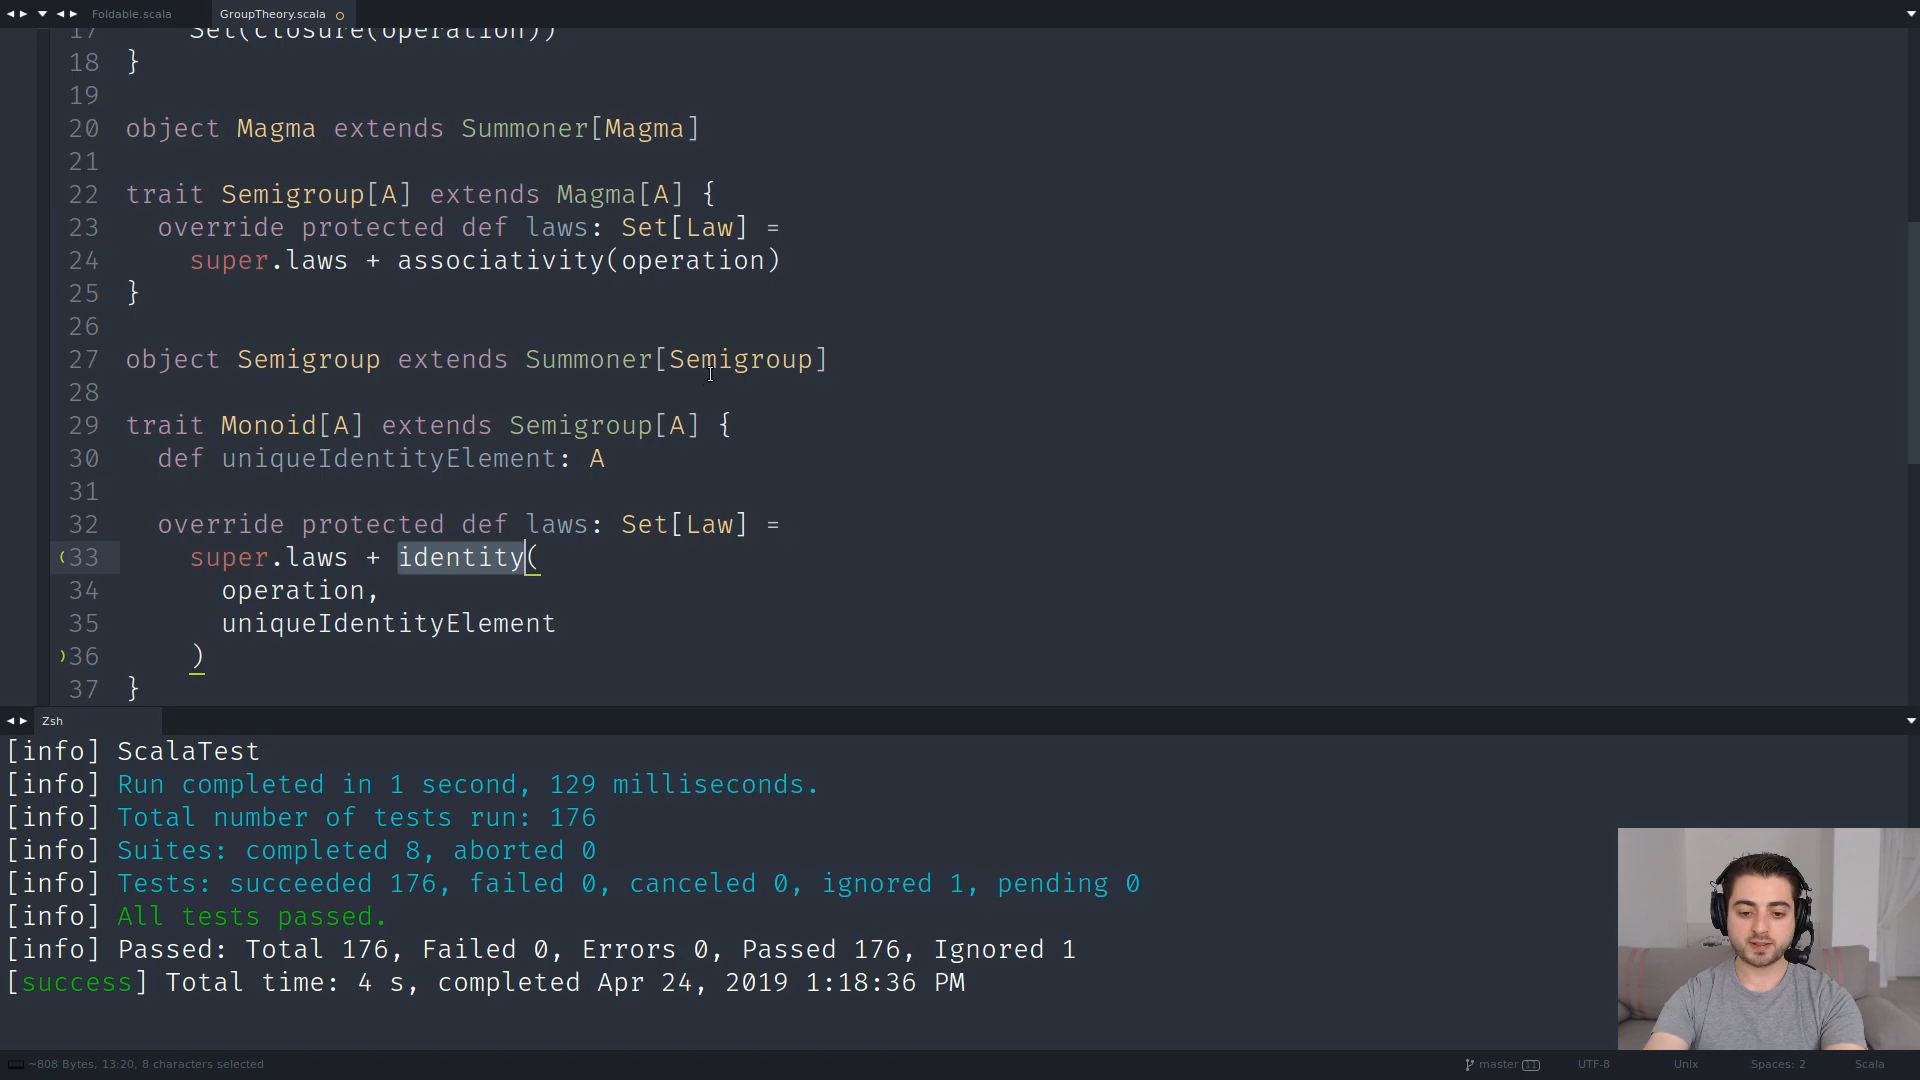 Foldable.scala
GroupTheory.scala
17 Set(closure(operation))
18 }
19
20 object Magma extends Summoner[Magma]
21
22 trait Semigroup[A] extends Magma[A] {
23 override protected def laws: Set[Law] =
24 super.laws + associativity(operation)
25 }
26
27 object Semigroup extends Summoner[Semigroup]
28
29 trait Monoid[A] extends Semigroup[A] {
30 def uniqueIdentityElement: A
31
32 override protected def laws: Set[Law] =
33 super.laws + identity(
34 operation,
35 uniqueIdentityElement
36 )
37 }
Zsh
[info] ScalaTest
[info] Run completed in 1 second, 129 milliseconds.
[info] Total number of tests run: 176
[info] Suites: completed 8, aborted 0
[info] Tests: succeeded 176, failed 0, canceled 0, ignored 1, pending 0
[info] All tests passed.
[info] Passed: Total 176, Failed 0, Errors 0, Passed 176, Ignored 1
[success] Total time: 4 s, completed Apr 24, 2019 1:18:36 PM
~808 Bytes, 13:20, 8 characters selected
master 11
UTF-8
Unix
Spaces: 2
Scala